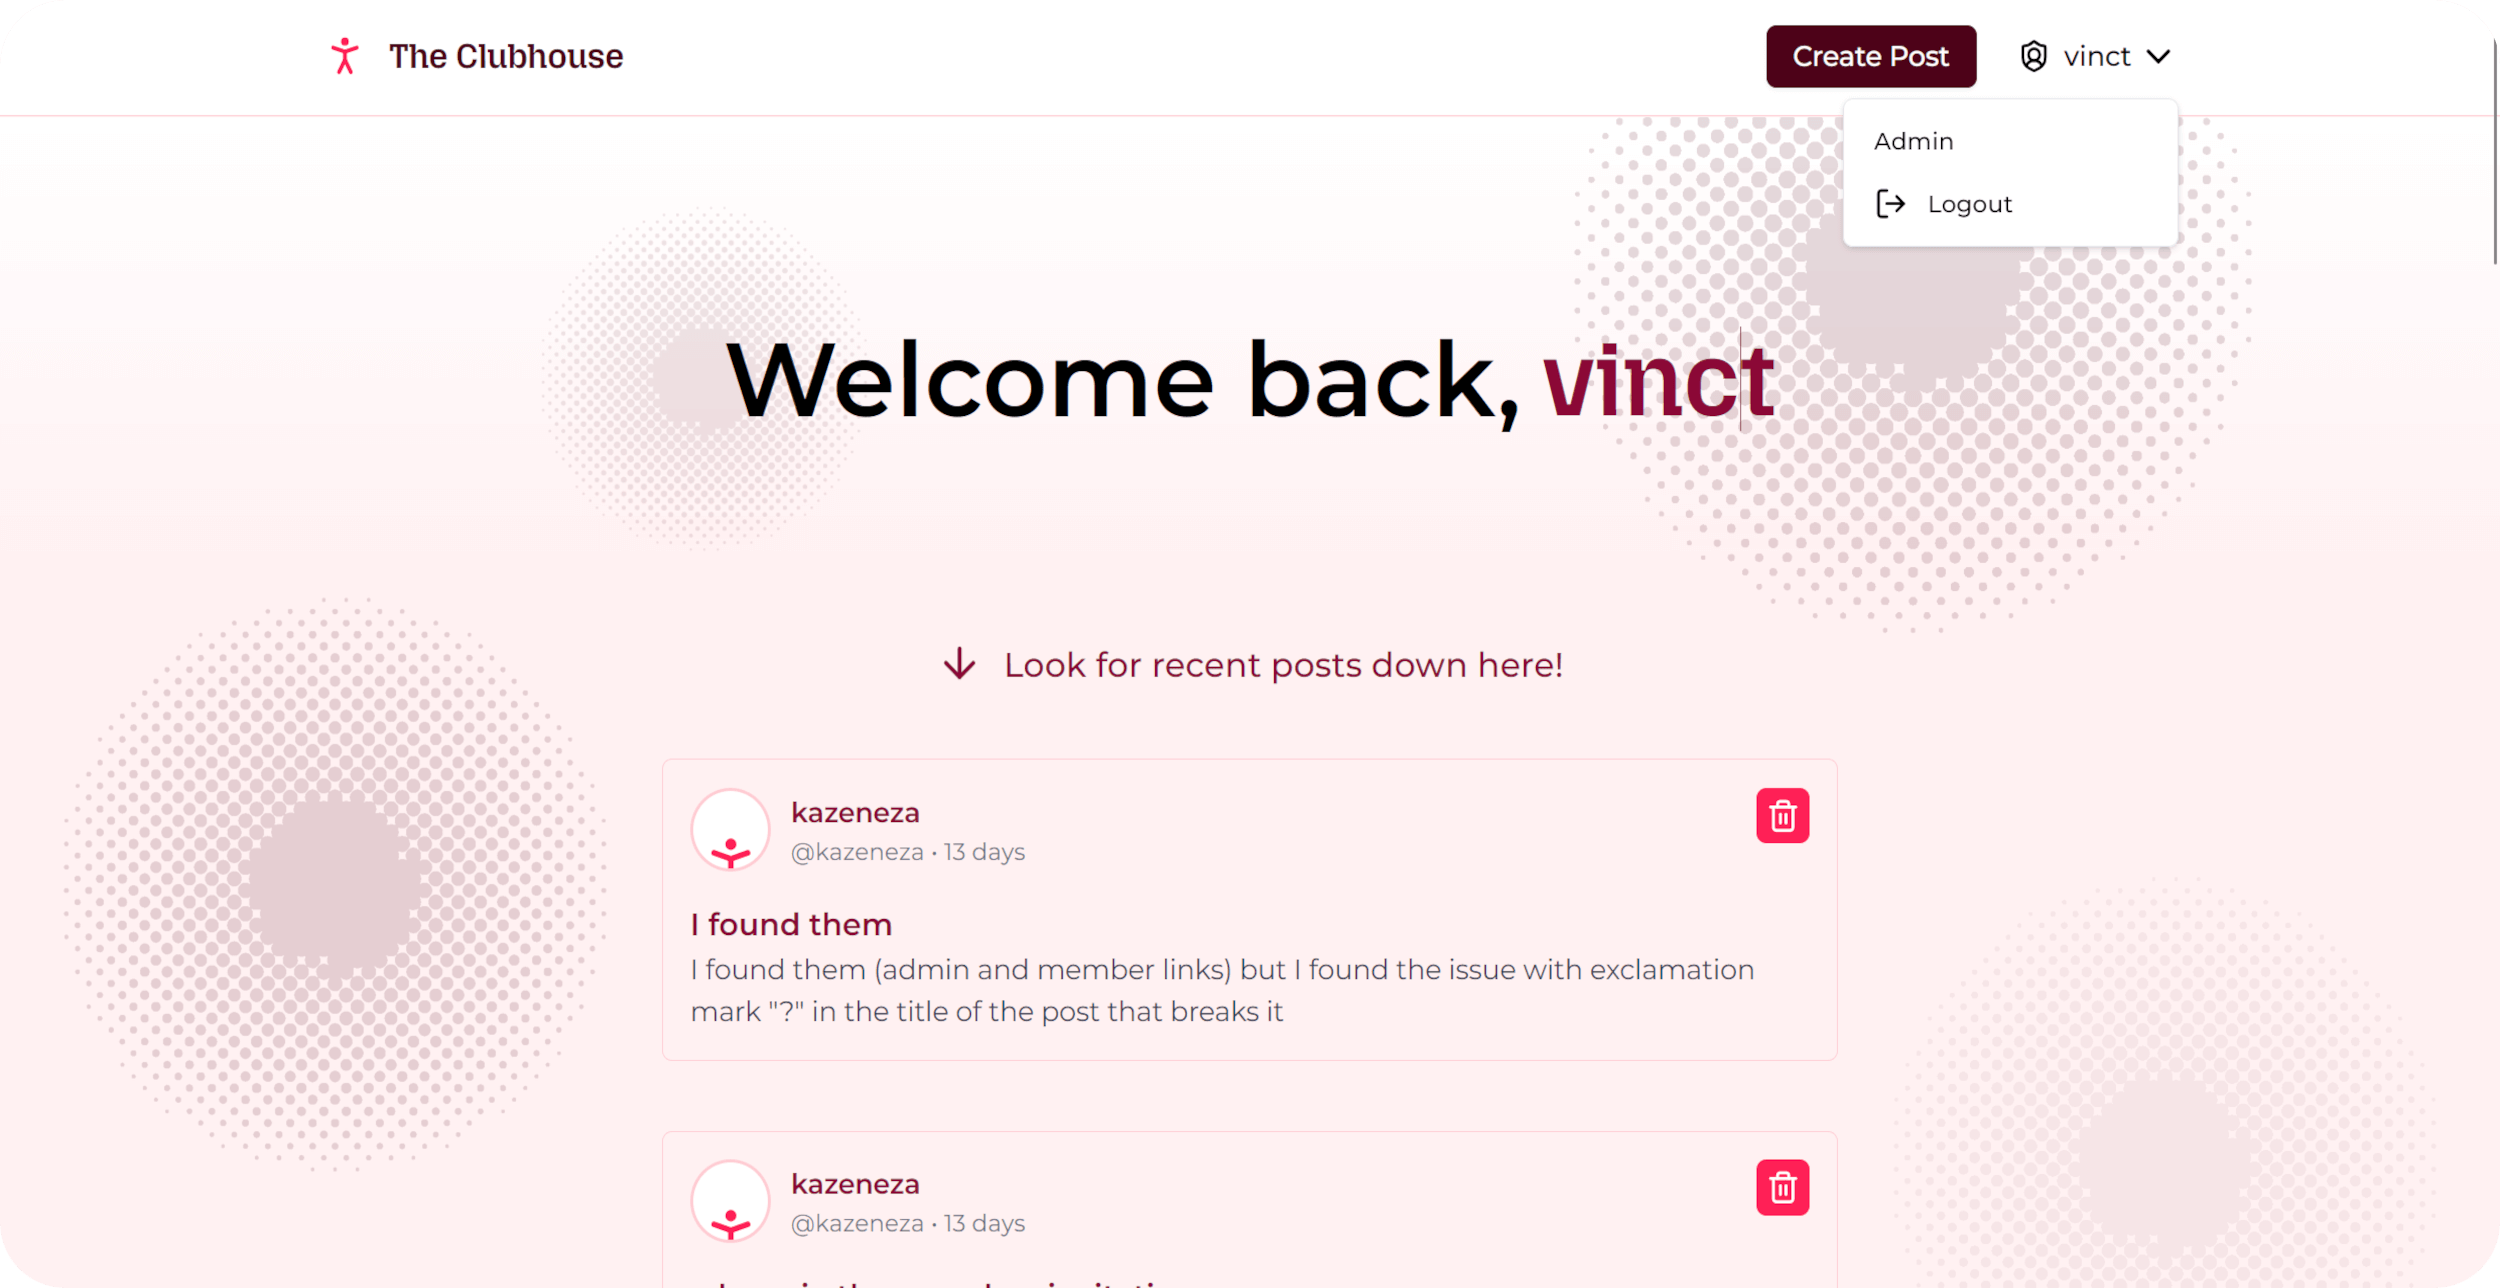 The Clubhouse
Create Post
vinct
Admin
Logout
Welcome back, vinct
Look for recent posts down here!
kazeneza
@kazeneza • 13 days
I found them
I found them (admin and member links) but I found the issue with exclamation
mark "?" in the title of the post that breaks it
kazeneza
@kazeneza • 13 days